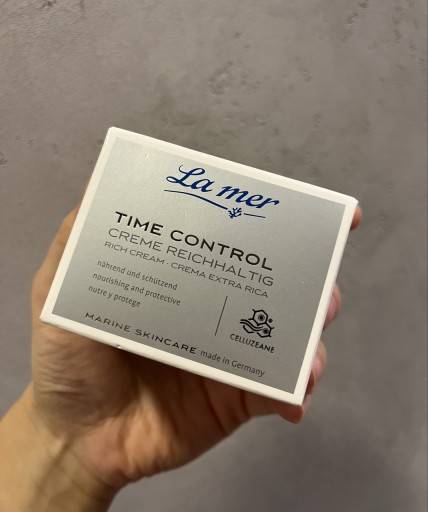 La mer
TIME CONTROL
CREME REICHHALTIG
RICH CREAM · CREMA EXTRA RICA
nährend und schützend
nourishing and protective
nutre y protege
CELLUZEANE
MARINE SKINCARE made in Germany